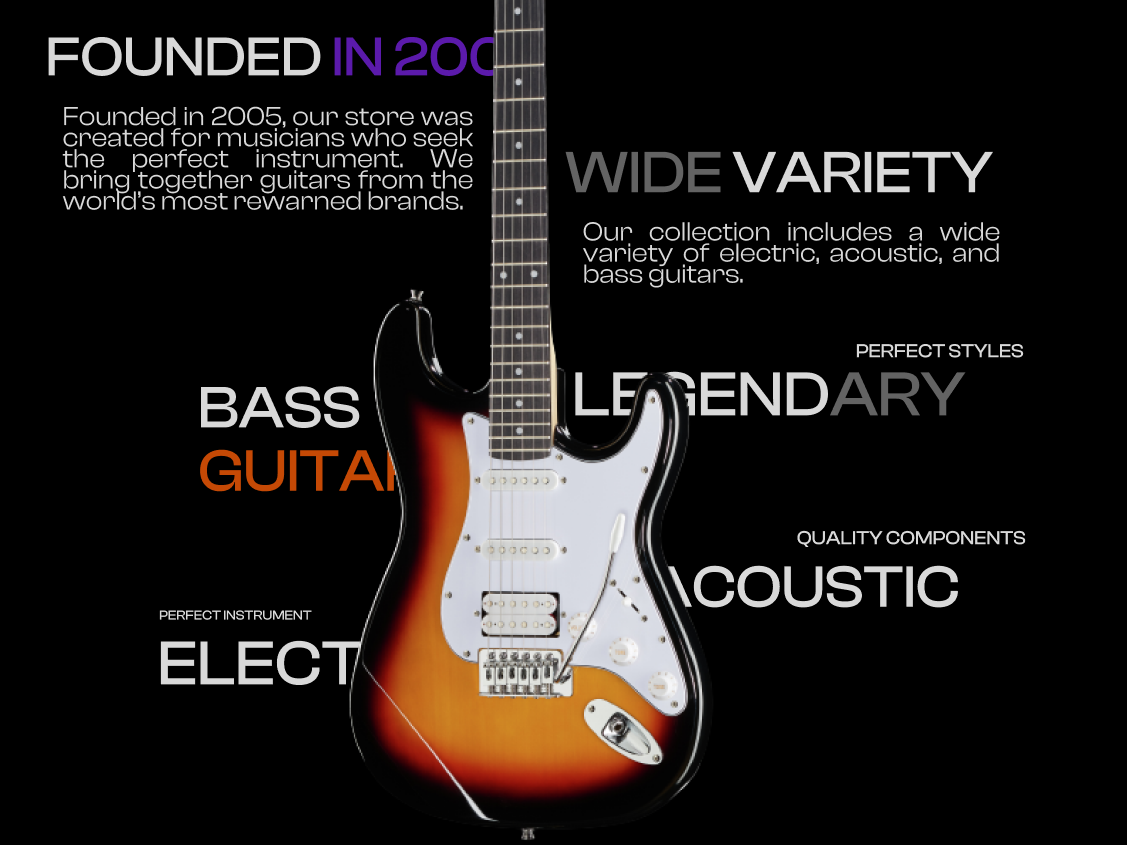 FOUNDED IN 200
Founded in 2005, our store was
created for musicians who seek
the perfect instrument. We
bring together guitars from the
world's most rewarned brands.
WIDE VARIETY
Our collection includes a wide
variety of electric, acoustic, and
bass guitars.
PERFECT STYLES
LEGENDARY
BASS
GUITAR
QUALITY COMPONENTS
ACOUSTIC
PERFECT INSTRUMENT
ELECT